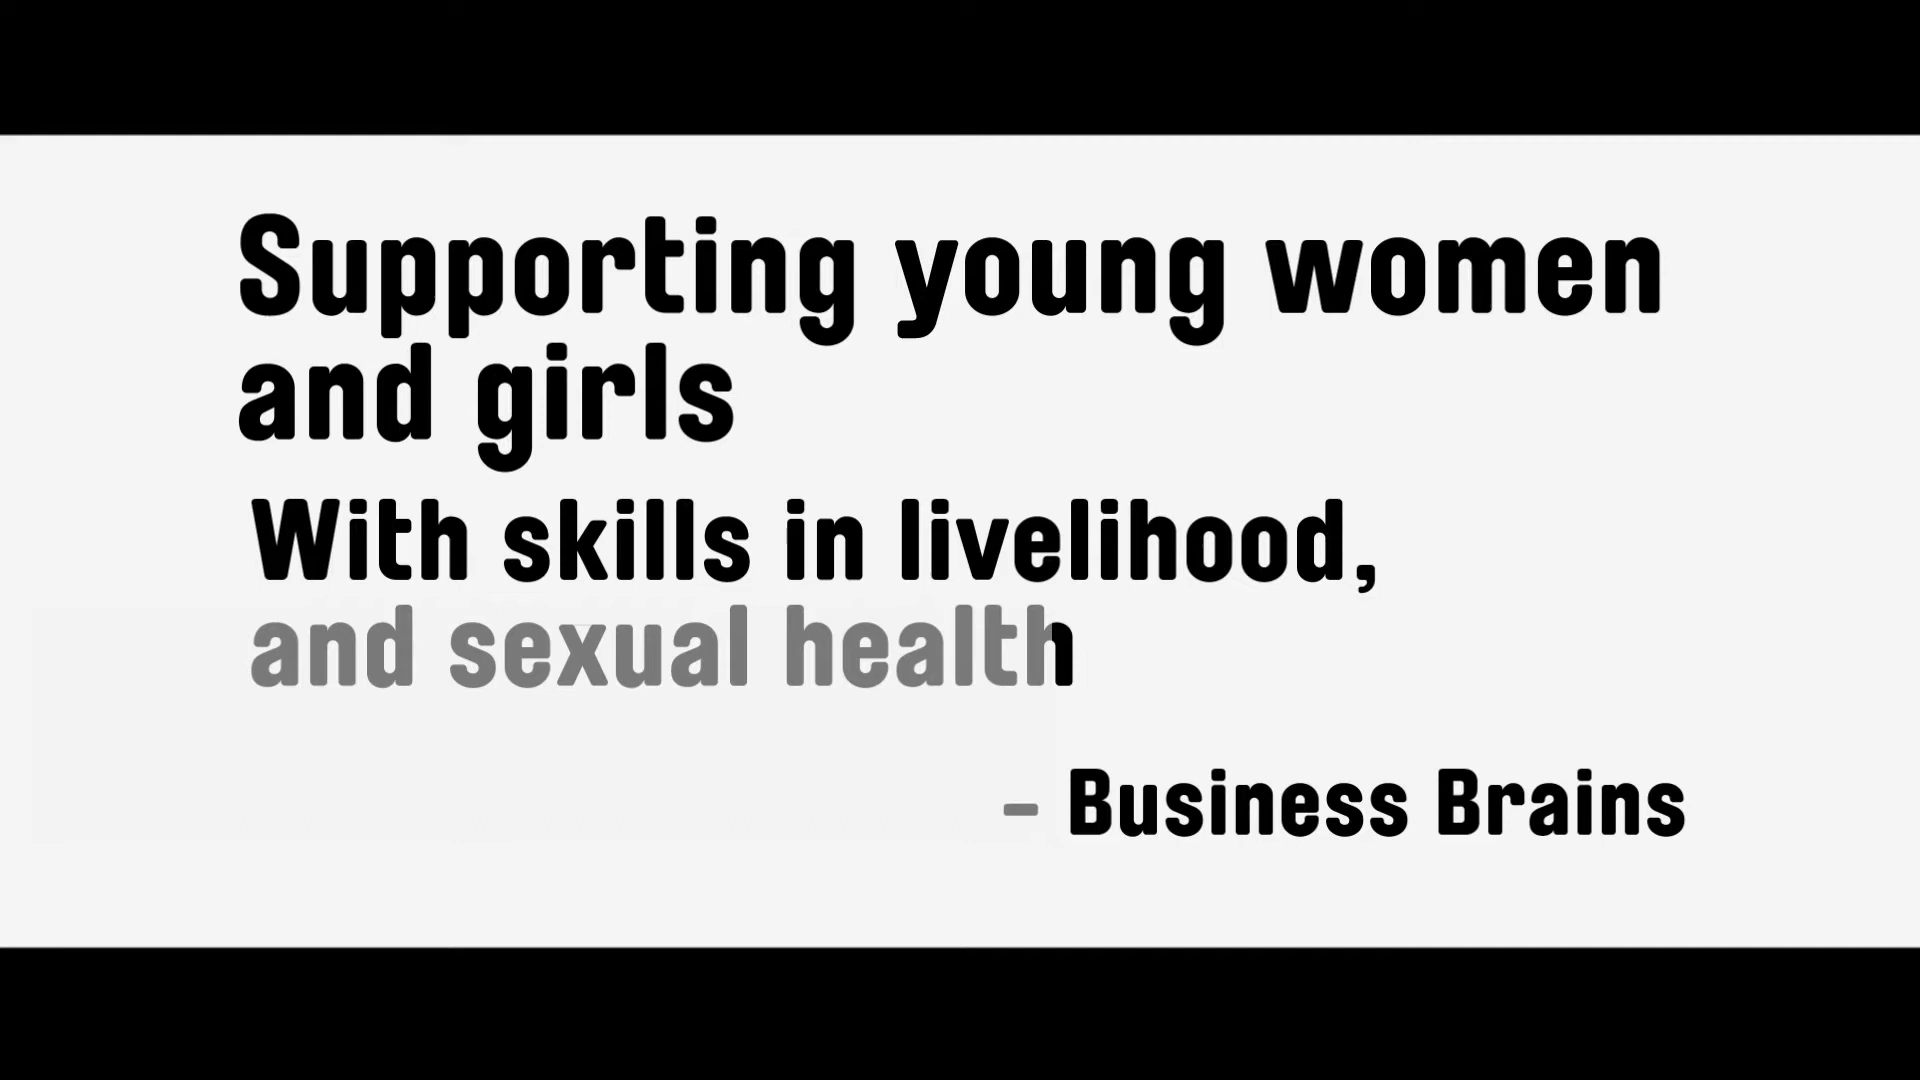 Supporting young women
and girls
With skills in livelihood,
and sexual health
– Business Brains